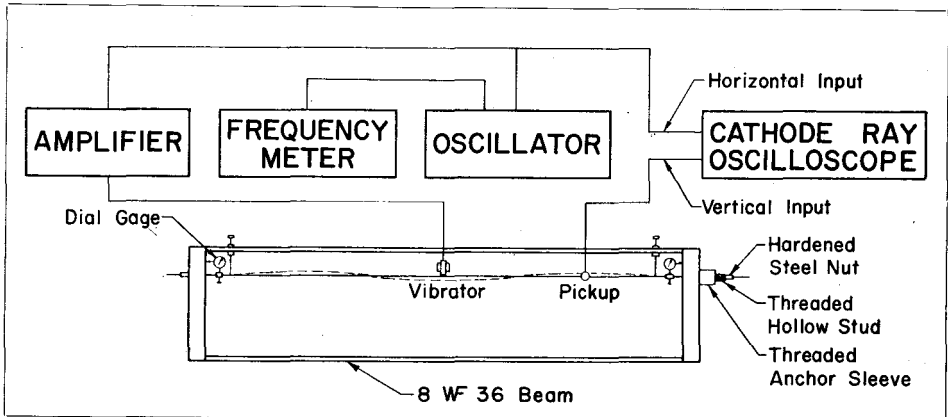 Horizontal Input
AMPLIFIER
FREQUENCY
METER
OSCILLATOR
CATHODE RAY
OSCILLOSCOPE
Dial Gage
Vertical Input
Vibrator
Pickup
Hardened
Steel Nut
Threaded
Hollow Stud
Threaded
Anchor Sleeve
8 WF 36 Beam